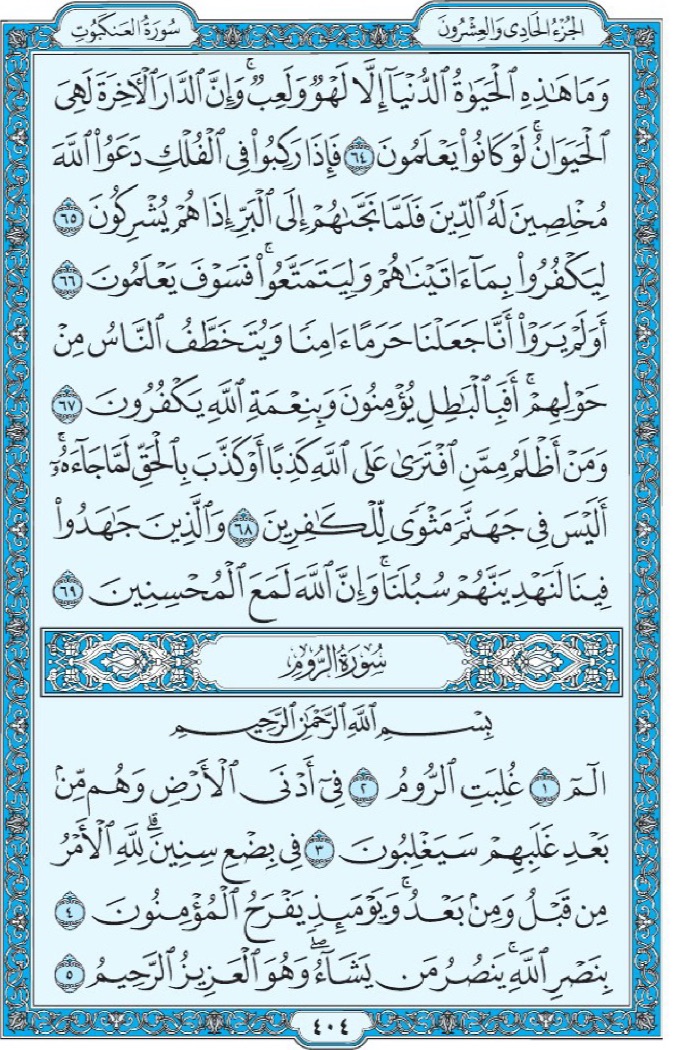 الجُزْءُ الحَادِي وَالعِشْرُونَ
سُورَةُ العَنكَبُوتِ
وَمَا هَٰذِهِ ٱلْحَيَوٰةُ ٱلدُّنْيَآ إِلَّا لَهْوٌ وَلَعِبٌ ۚ وَإِنَّ ٱلدَّارَ ٱلْأَخِرَةَ لَهِىَ
ٱلْحَيَوَانُ ۚ لَوْ كَانُوا۟ يَعْلَمُونَ ٦٤ فَإِذَا رَكِبُوا۟ فِى ٱلْفُلْكِ دَعَوُا۟ ٱللَّهَ
مُخْلِصِينَ لَهُ ٱلدِّينَ فَلَمَّا نَجَّىٰهُمْ إِلَى ٱلْبَرِّ إِذَا هُمْ يُشْرِكُونَ ٦٥
لِيَكْفُرُوا۟ بِمَآ ءَاتَيْنَٰهُمْ وَلِيَتَمَتَّعُوا۟ ۖ فَسَوْفَ يَعْلَمُونَ ٦٦
أَوَلَمْ يَرَوْا۟ أَنَّا جَعَلْنَا حَرَمًا ءَامِنًا وَيُتَخَطَّفُ ٱلنَّاسُ مِنْ
حَوْلِهِمْ ۚ أَفَبِٱلْبَٰطِلِ يُؤْمِنُونَ وَبِنِعْمَةِ ٱللَّهِ يَكْفُرُونَ ٦٧
وَمَنْ أَظْلَمُ مِمَّنِ ٱفْتَرَىٰ عَلَى ٱللَّهِ كَذِبًا أَوْ كَذَّبَ بِٱلْحَقِّ لَمَّا جَآءَهُۥٓ ۚ
أَلَيْسَ فِى جَهَنَّمَ مَثْوًى لِّلْكَٰفِرِينَ ٦٨ وَٱلَّذِينَ جَٰهَدُوا۟
فِينَا لَنَهْدِيَنَّهُمْ سُبُلَنَا ۚ وَإِنَّ ٱللَّهَ لَمَعَ ٱلْمُحْسِنِينَ ٦٩
سُورَةُ الرُّومِ
بِسْمِ ٱللَّهِ ٱلرَّحْمَٰنِ ٱلرَّحِيمِ
الٓمٓ ١ غُلِبَتِ ٱلرُّومُ ٢ فِىٓ أَدْنَى ٱلْأَرْضِ وَهُم مِّنۢ
بَعْدِ غَلَبِهِمْ سَيَغْلِبُونَ ٣ فِى بِضْعِ سِنِينَ ۗ لِلَّهِ ٱلْأَمْرُ
مِن قَبْلُ وَمِنۢ بَعْدُ ۚ وَيَوْمَئِذٍ يَفْرَحُ ٱلْمُؤْمِنُونَ ٤
بِنَصْرِ ٱللَّهِ ۚ يَنصُرُ مَن يَشَآءُ ۖ وَهُوَ ٱلْعَزِيزُ ٱلرَّحِيمُ ٥
٤٠٤